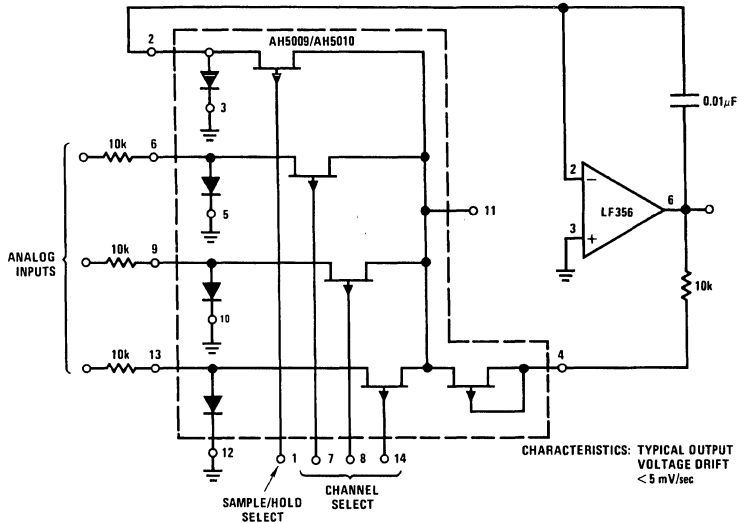 2
AH5009/AH5010
3
0.01μF
10k
6
5
2
−
LF356
6
3
+
11
ANALOG
INPUTS
10k
9
10
10k
10k
13
4
12
1
7
8
14
SAMPLE/HOLD
SELECT
CHANNEL
SELECT
CHARACTERISTICS: TYPICAL OUTPUT
VOLTAGE DRIFT
< 5 mV/sec